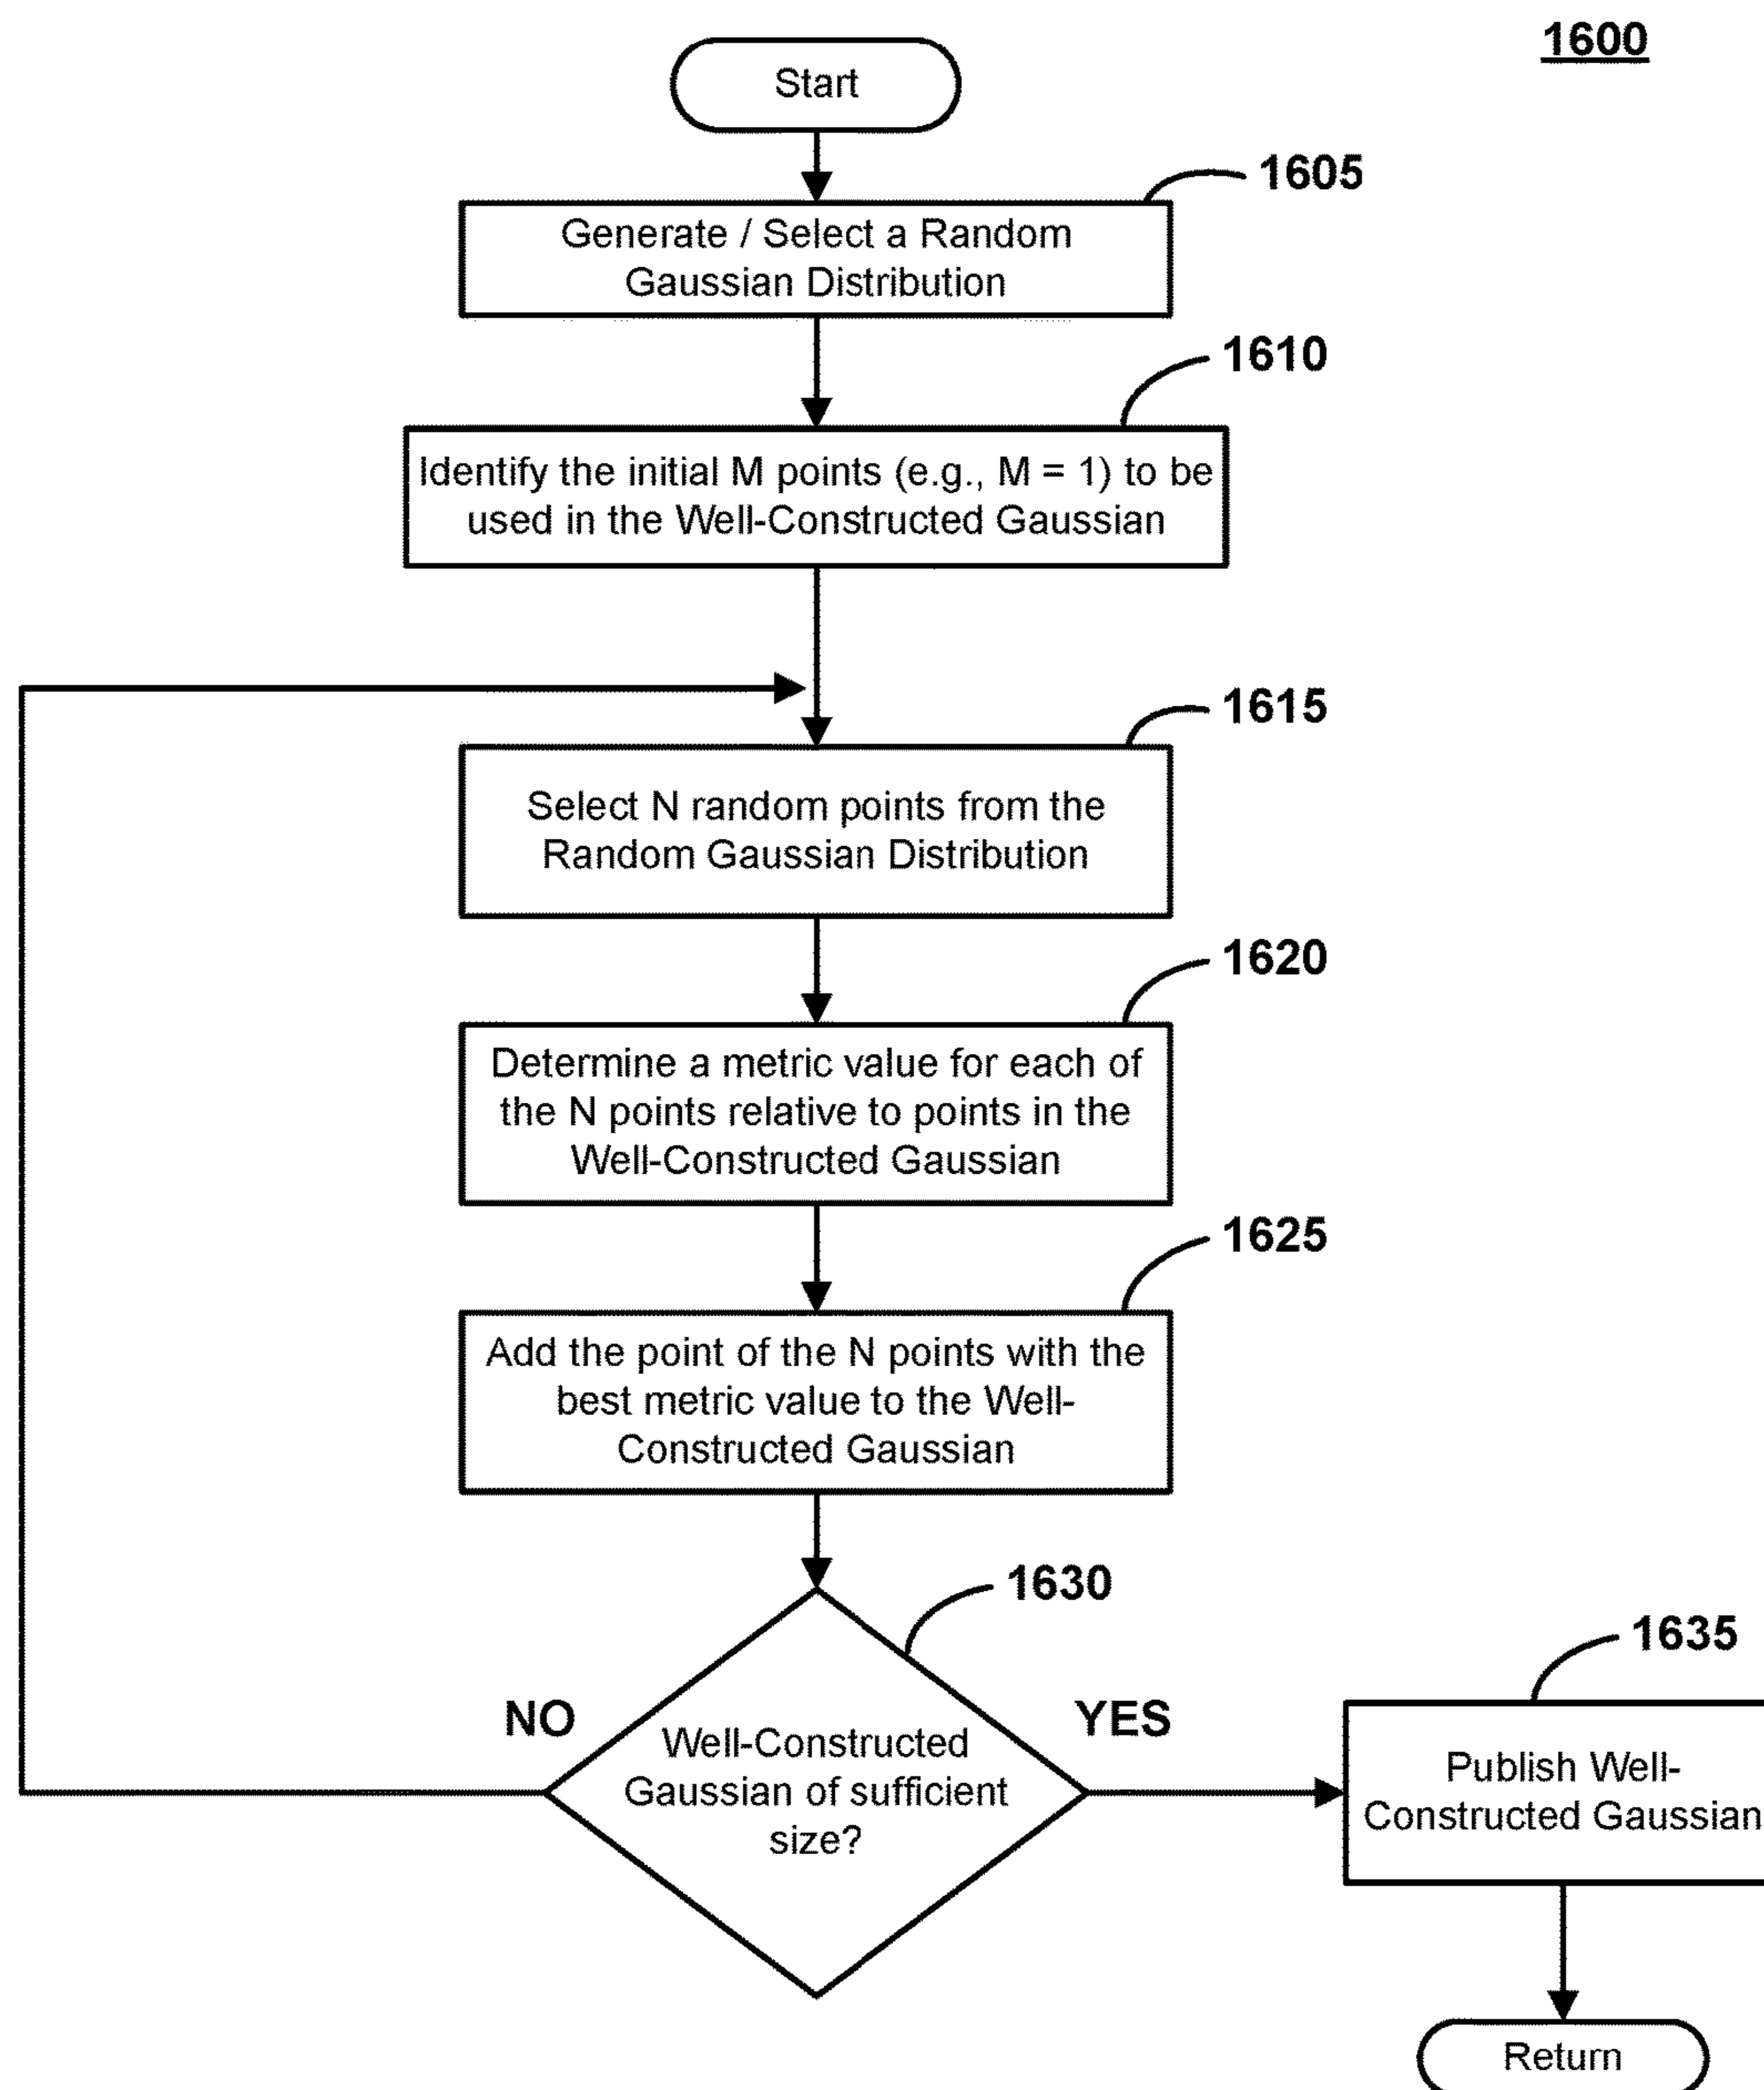 1600
Start
1605
Generate / Select a Random
Gaussian Distribution
1610
Identify the initial M points (e.g., M = 1) to be
used in the Well-Constructed Gaussian
1615
Select N random points from the
Random Gaussian Distribution
1620
Determine a metric value for each of
the N points relative to points in the
Well-Constructed Gaussian
1625
Add the point of the N points with the
best metric value to the Well-
Constructed Gaussian
1630
NO
Well-Constructed
Gaussian of sufficient
size?
YES
1635
Publish Well-
Constructed Gaussian
Return